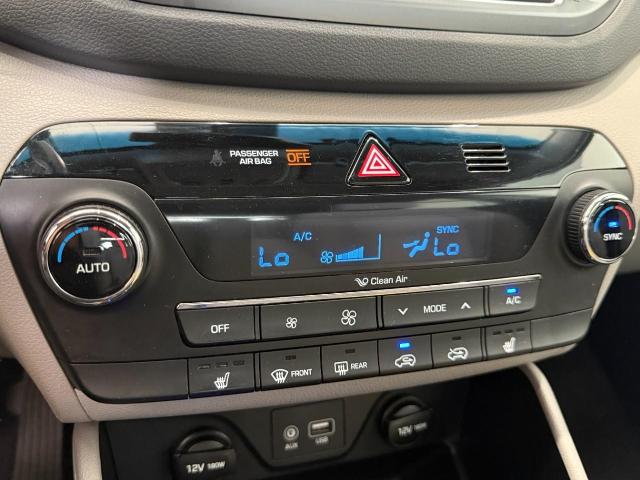 PASSENGER
AIR BAG OFF
A/C
SYNC
Lo
Lo
AUTO
SYNC
Clean Air
OFF
MODE
A/C
FRONT
REAR
AUX
USB
12V 180W
12V 180W